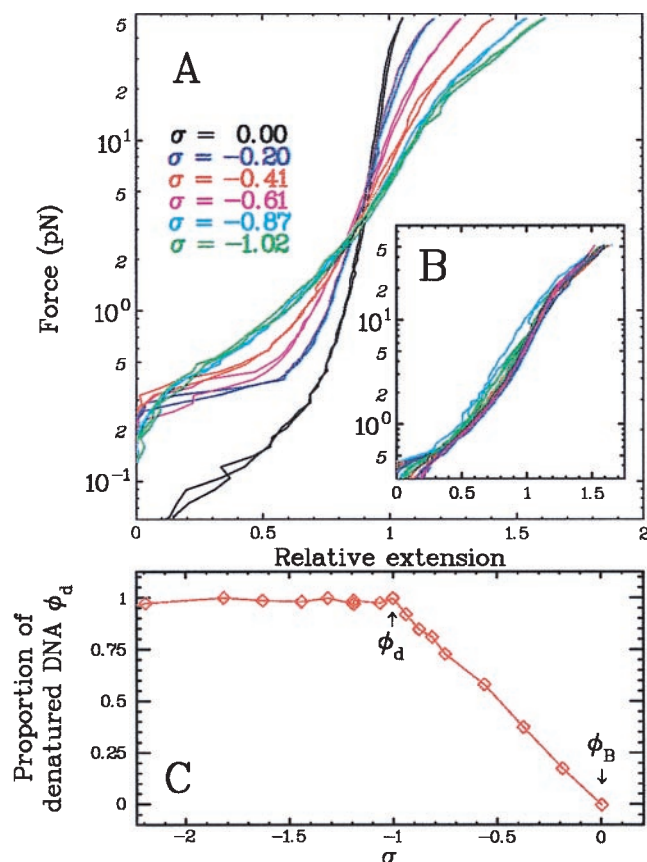 A
5
2
10¹
5
2
10⁰
5
2
10⁻¹
Force (pN)
σ = 0.00
σ = −0.20
σ = −0.41
σ = −0.61
σ = −0.87
σ = −1.02
B
5
2
10¹
5
2
10⁰
5
0 0.5 1 1.5
0 0.5 1 1.5 2
Relative extension
Proportion of
denatured DNA ϕd
1
0.75
0.5
0.25
0
C
↑
ϕd
ϕB
↓
−2 −1.5 −1 −0.5 0
σ